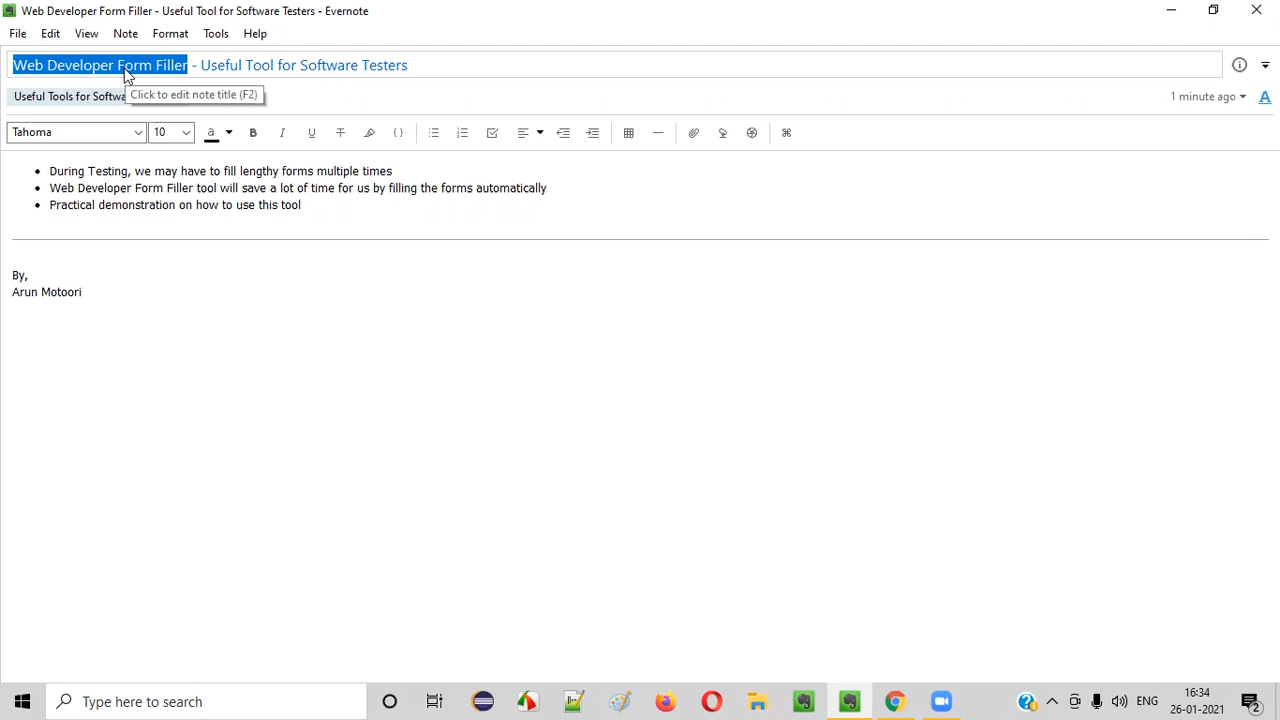 Web Developer Form Filler - Useful Tool for Software Testers - Evernote
File Edit View Note Format Tools Help
Web Developer Form Filler - Useful Tool for Software Testers
Click to edit note title (F2)
Useful Tools for Softwa
1 minute ago
A
Tahoma 10 a B I U T { }
• During Testing, we may have to fill lengthy forms multiple times
• Web Developer Form Filler tool will save a lot of time for us by filling the forms automatically
• Practical demonstration on how to use this tool
By,
Arun Motoori
Type here to search
ENG
16:34
26-01-2021
2